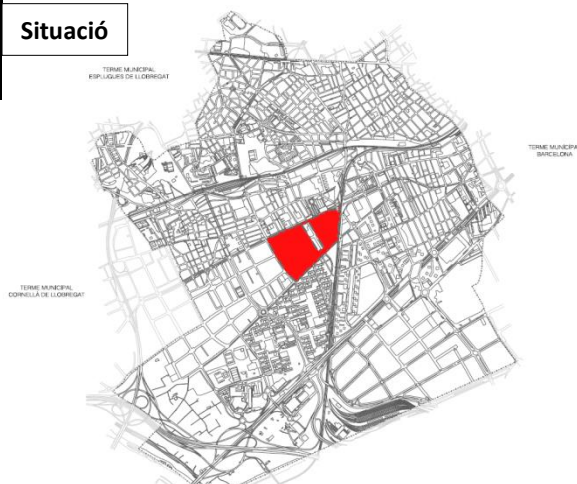 Situació
TERME MUNICIPAL
ESPLUGUES DE LLOBREGAT
TERME MUNICIPAL
BARCELONA
TERME MUNICIPAL
CORNELLÀ DE LLOBREGAT